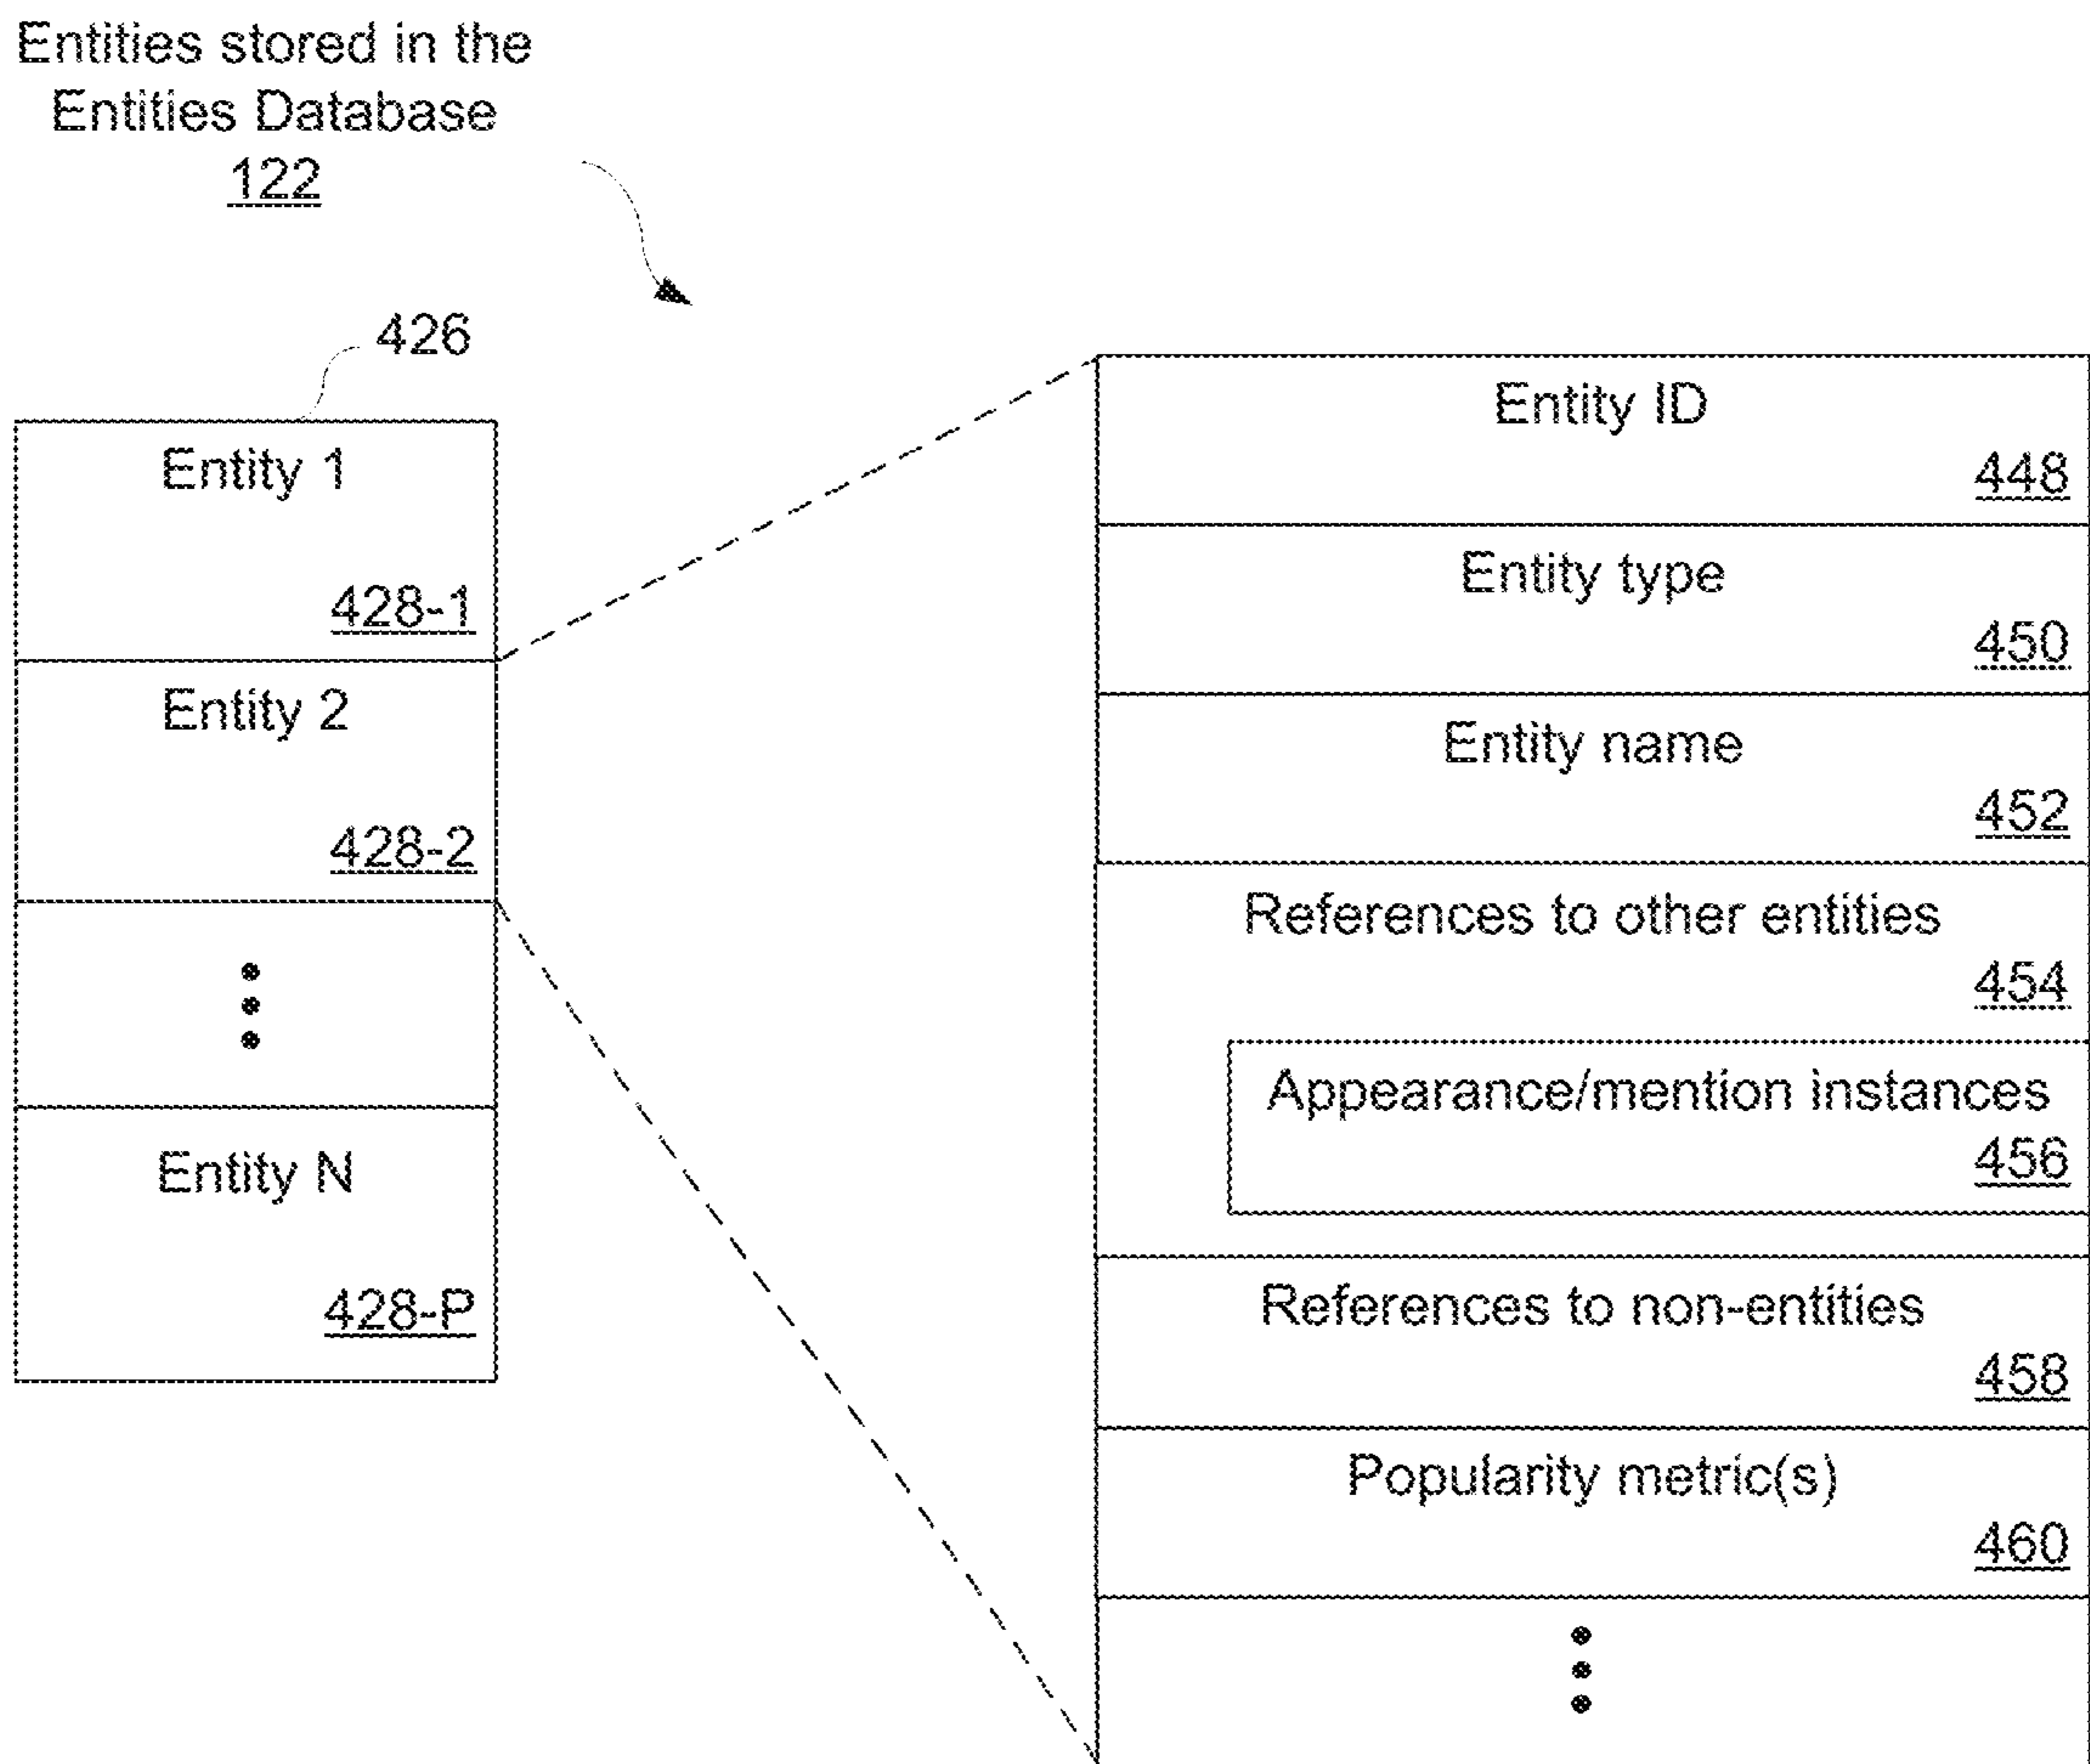 Entities stored in the
Entities Database
122
426
Entity 1
428-1
Entity 2
428-2
Entity N
428-P
Entity ID
448
Entity type
450
Entity name
452
References to other entities
454
Appearance/mention instances
456
References to non-entities
458
Popularity metric(s)
460